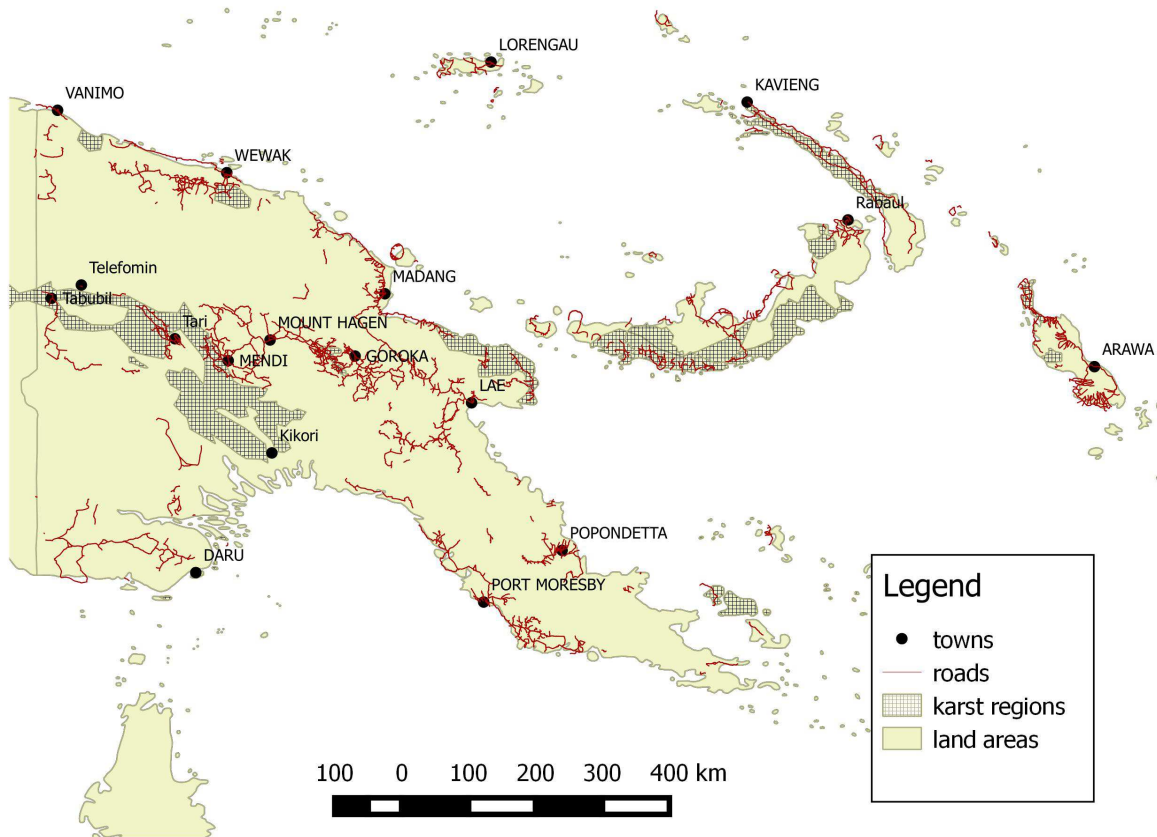 LORENGAU
KAVIENG
VANIMO
WEWAK
Rabaul
Telefomin
MADANG
Tabubil
Tari
MOUNT HAGEN
MENDI
GOROKA
ARAWA
LAE
Kikori
POPONDETTA
DARU
PORT MORESBY
Legend
towns
roads
karst regions
land areas
100 0 100 200 300 400 km